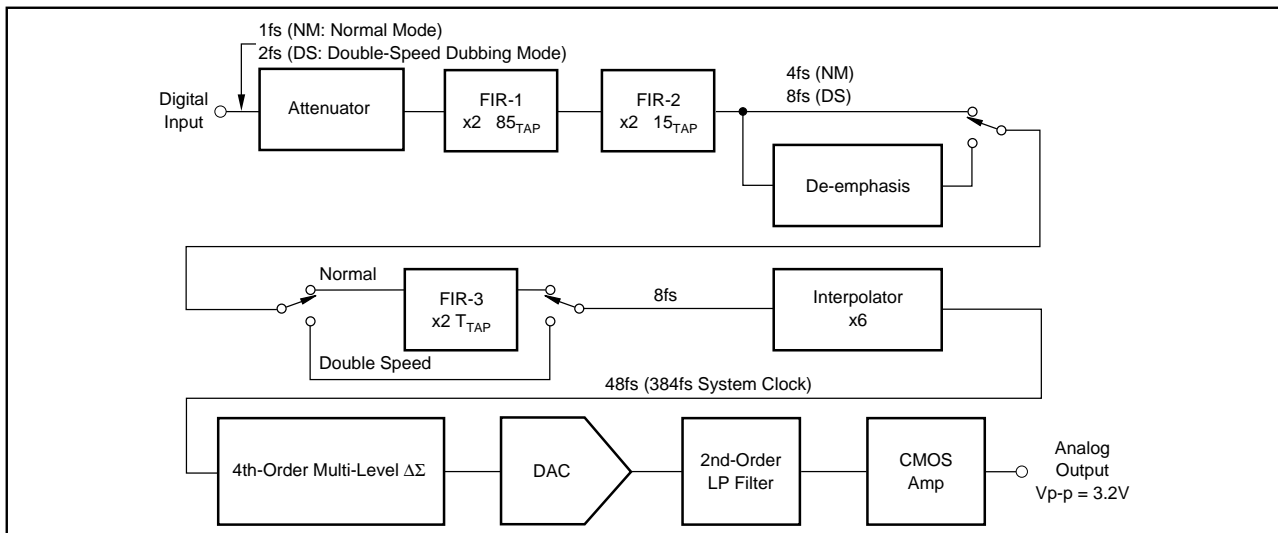 1fs (NM: Normal Mode)
2fs (DS: Double-Speed Dubbing Mode)
Digital
Input
Attenuator
FIR-1
x2 85TAP
FIR-2
x2 15TAP
4fs (NM)
8fs (DS)
De-emphasis
Normal
FIR-3
x2 TTAP
Double Speed
8fs
Interpolator
x6
48fs (384fs System Clock)
4th-Order Multi-Level ΔΣ
DAC
2nd-Order
LP Filter
CMOS
Amp
Analog
Output
Vp-p = 3.2V